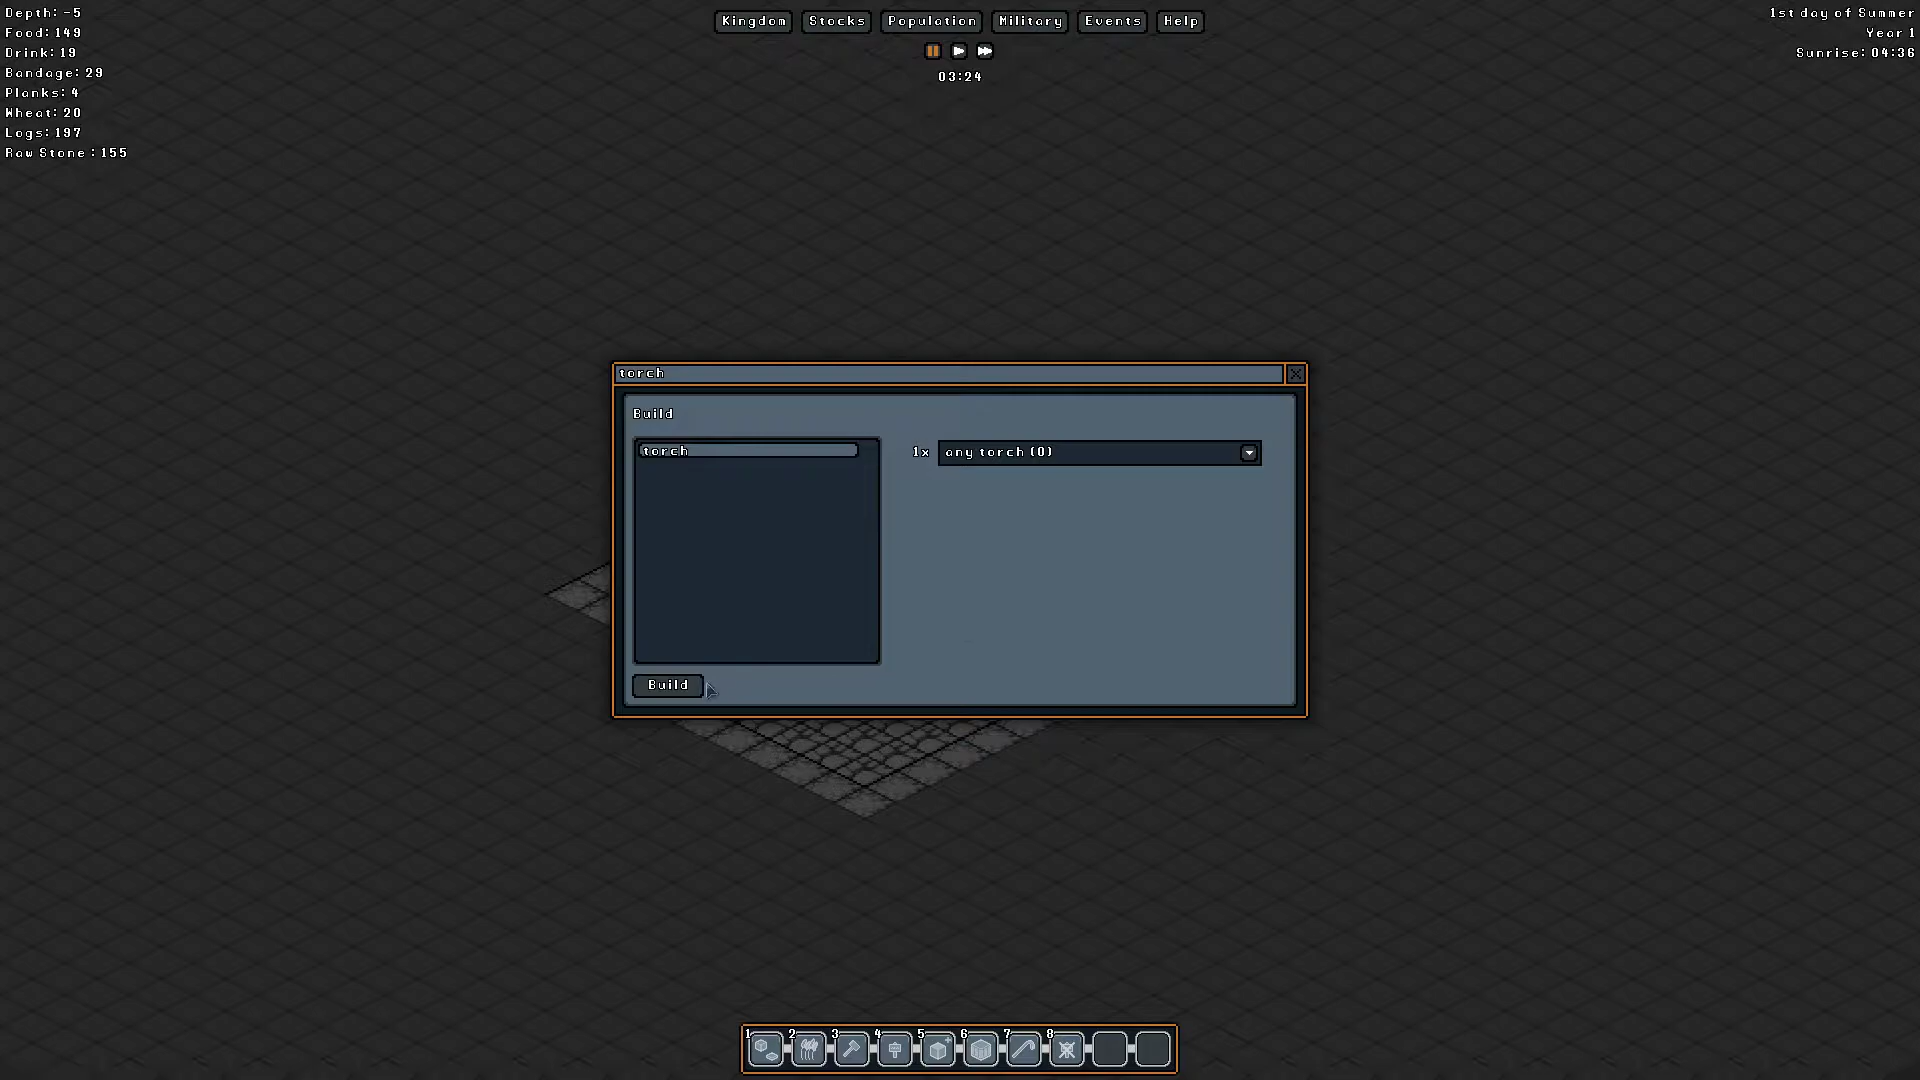 Depth: -5
Food: 149
Drink: 19
Bandage: 29
Planks: 4
Wheat: 20
Logs: 197
Raw Stone : 155
Kingdom Stocks Population Military Events Help
03:24
1st day of Summer
Year 1
Sunrise: 04:36
torch
Build
torch
1x any torch (0)
Build
1 2 3 4 5 6 7 8